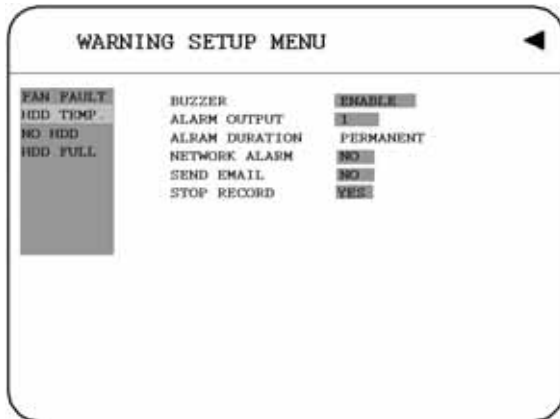 WARNING SETUP MENU
FAN FAULT
HDD TEMP.
NO HDD
HDD FULL
BUZZER ENABLE
ALARM OUTPUT 1
ALRAM DURATION PERMANENT
NETWORK ALARM NO
SEND EMAIL NO
STOP RECORD YES